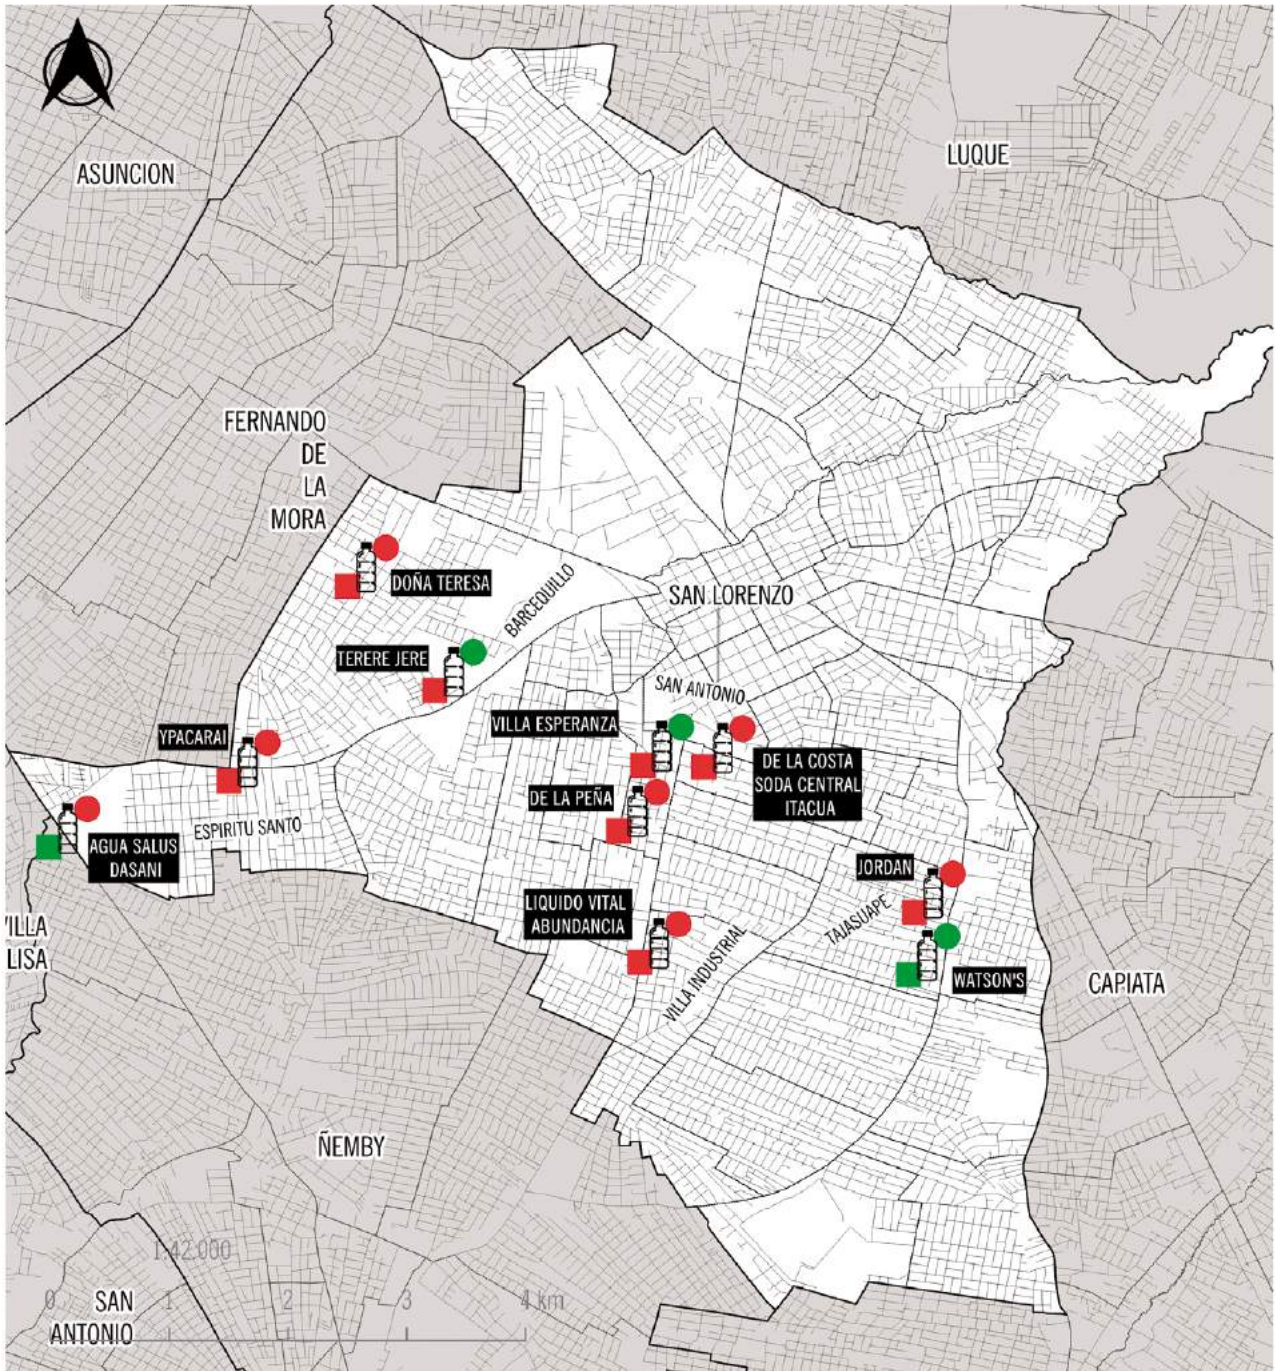 ASUNCION
LUQUE
FERNANDO
DE
LA
MORA
DOÑA TERESA
BARCEQUILLO
SAN LORENZO
TERERE JERE
SAN ANTONIO
VILLA ESPERANZA
YPACARAI
DE LA COSTA
SODA CENTRAL
ITACUA
DE LA PEÑA
ESPIRITU SANTO
AGUA SALUS
DASANI
JORDAN
LIQUIDO VITAL
ABUNDANCIA
TAJASUAPE
VILLA
LISA
VILLA INDUSTRIAL
WATSON'S
CAPIATA
ÑEMBY
1:42.000
0 1 2 3 4 km
SAN
ANTONIO